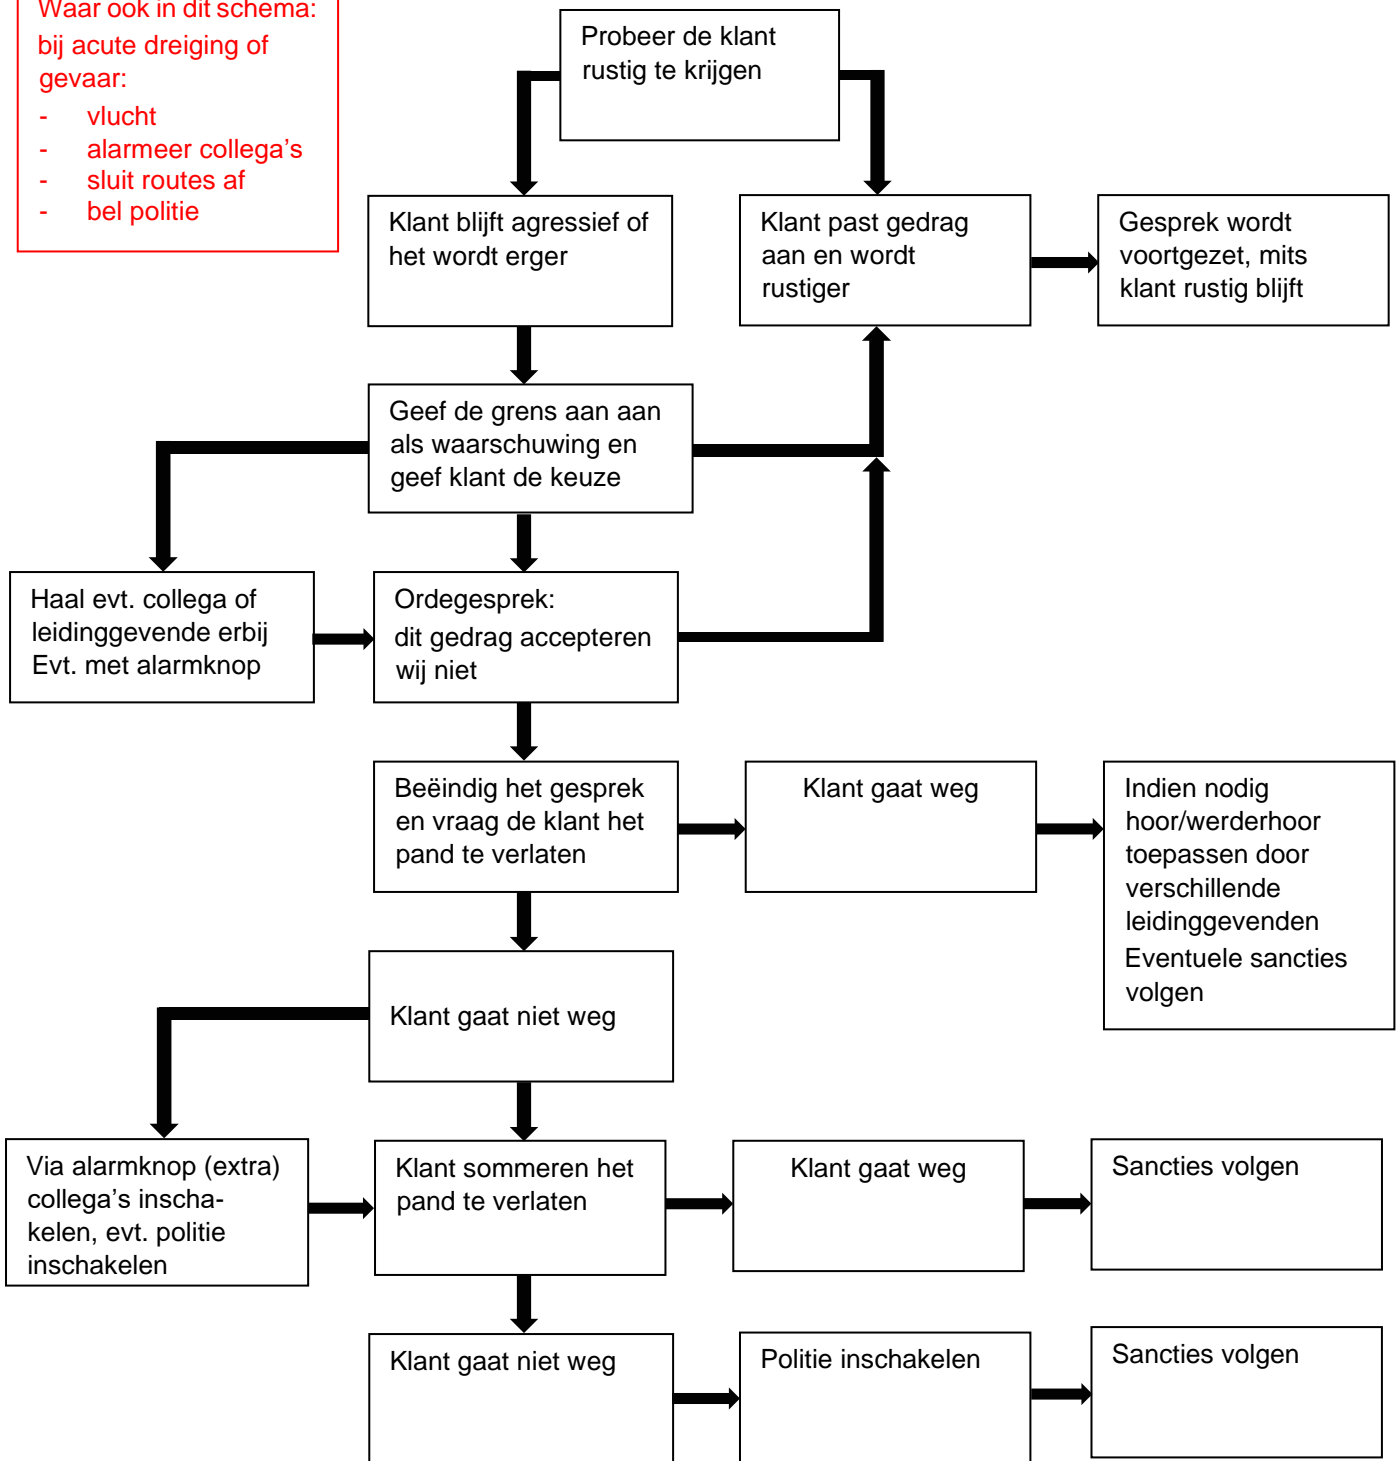 Waar ook in dit schema:
bij acute dreiging of
gevaar:
- vlucht
- alarmeer collega's
- sluit routes af
- bel politie
Probeer de klant
rustig te krijgen
Klant blijft agressief of
het wordt erger
Klant past gedrag
aan en wordt
rustiger
Gesprek wordt
voortgezet, mits
klant rustig blijft
Geef de grens aan aan
als waarschuwing en
geef klant de keuze
Haal evt. collega of
leidinggevende erbij
Evt. met alarmknop
Ordegesprek:
dit gedrag accepteren
wij niet
Beëindig het gesprek
en vraag de klant het
pand te verlaten
Klant gaat weg
Indien nodig
hoor/werderhoor
toepassen door
verschillende
leidinggevenden
Eventuele sancties
volgen
Klant gaat niet weg
Via alarmknop (extra)
collega's inscha-
kelen, evt. politie
inschakelen
Klant sommeren het
pand te verlaten
Klant gaat weg
Sancties volgen
Klant gaat niet weg
Politie inschakelen
Sancties volgen